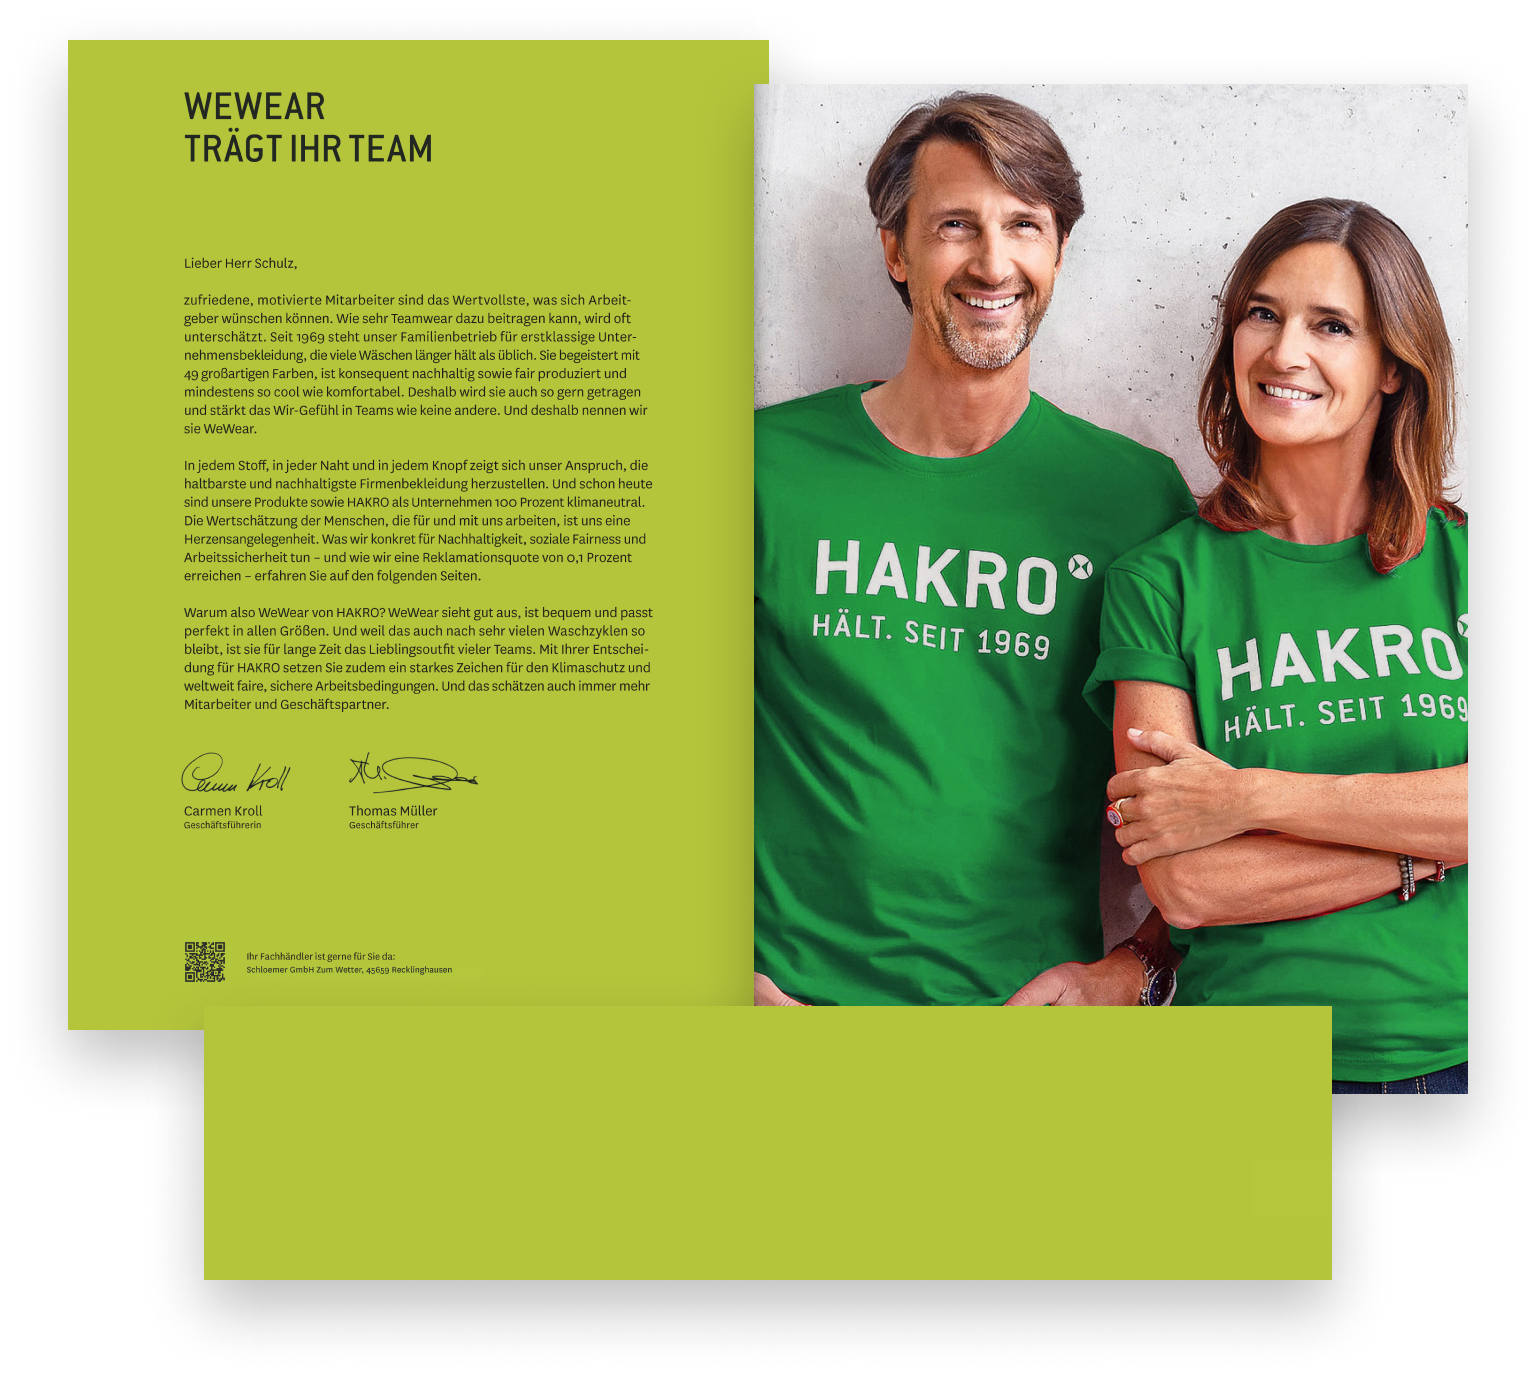 WEWEAR
TRÄGT IHR TEAM
Lieber Herr Schulz,
zufriedene, motivierte Mitarbeiter sind das Wertvollste, was sich Arbeit-
geber wünschen können. Wie sehr Teamwear dazu beitragen kann, wird oft
unterschätzt. Seit 1969 steht unser Familienbetrieb für erstklassige Unter-
nehmensbekleidung, die viele Wäschen länger hält als üblich. Sie begeistert mit
49 großartigen Farben, ist konsequent nachhaltig sowie fair produziert und
mindestens so cool wie komfortabel. Deshalb wird sie auch so gern getragen
und stärkt das Wir-Gefühl in Teams wie keine andere. Und deshalb nennen wir
sie WeWear.
In jedem Stoff, in jeder Naht und in jedem Knopf zeigt sich unser Anspruch, die
haltbarste und nachhaltigste Firmenbekleidung herzustellen. Und schon heute
sind unsere Produkte sowie HAKRO als Unternehmen 100 Prozent klimaneutral.
Die Wertschätzung der Menschen, die für und mit uns arbeiten, ist uns eine
Herzensangelegenheit. Was wir konkret für Nachhaltigkeit, soziale Fairness und
Arbeitssicherheit tun – und wie wir eine Reklamationsquote von 0,1 Prozent
erreichen – erfahren Sie auf den folgenden Seiten.
Warum also WeWear von HAKRO? WeWear sieht gut aus, ist bequem und passt
perfekt in allen Größen. Und weil das auch nach sehr vielen Waschzyklen so
bleibt, ist sie für lange Zeit das Lieblingsoutfit vieler Teams. Mit Ihrer Entschei-
dung für HAKRO setzen Sie zudem ein starkes Zeichen für den Klimaschutz und
weltweit faire, sichere Arbeitsbedingungen. Und das schätzen auch immer mehr
Mitarbeiter und Geschäftspartner.
Carmen Kroll
Carmen Kroll
Geschäftsführerin
Thomas Müller
Geschäftsführer
Ihr Fachhändler ist gerne für Sie da:
Schloemer GmbH Zum Wetter, 45659 Recklinghausen
HAKRO
HÄLT. SEIT 1969
HAKRO
HÄLT. SEIT 1969